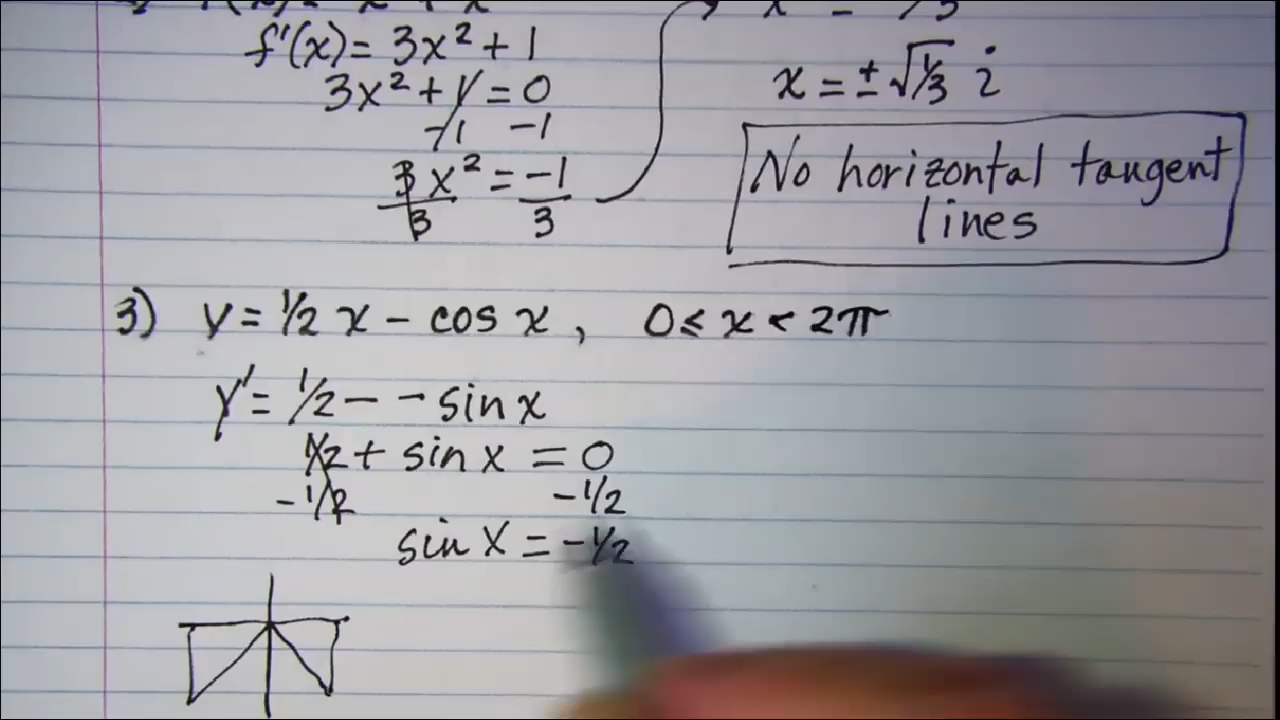 f'(x) = 3x² + 1
3x² + 1 = 0
-1 -1
3x² = -1
3 3
x = ±√1/3 i
No horizontal tangent
lines
3) y = 1/2 x - cos x, 0 ≤ x < 2π
y' = 1/2 - - sin x
1/2 + sin x = 0
-1/2 -1/2
sin x = -1/2